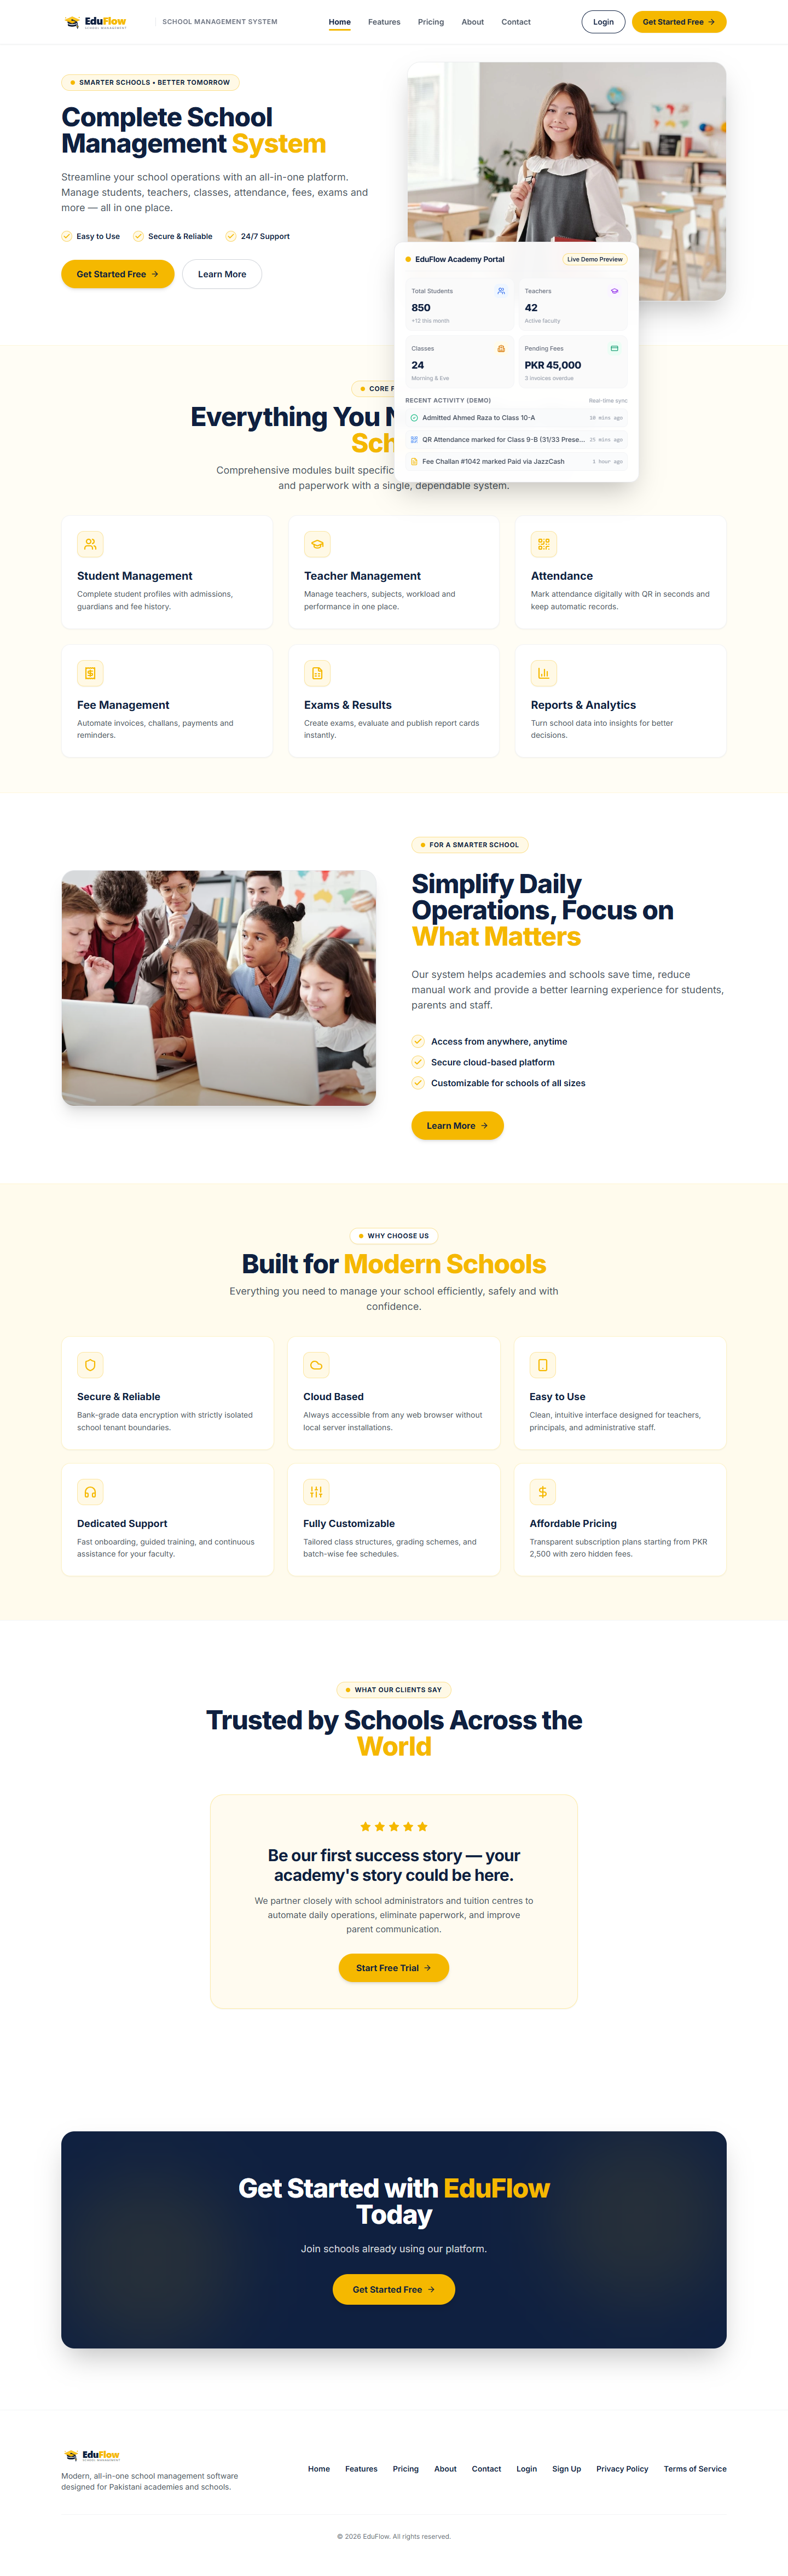 EduFlow
SCHOOL MANAGEMENT
SCHOOL MANAGEMENT SYSTEM
Home
Features
Pricing
About
Contact
Login
Get Started Free →
SMARTER SCHOOLS • BETTER TOMORROW
Complete School
Management System
Streamline your school operations with an all-in-one platform.
Manage students, teachers, classes, attendance, fees, exams and
more — all in one place.
Easy to Use
Secure & Reliable
24/7 Support
Get Started Free →
Learn More
EduFlow Academy Portal
Live Demo Preview
Total Students
850
+12 this month
Teachers
42
Active faculty
Classes
24
Morning & Eve
Pending Fees
PKR 45,000
3 invoices overdue
RECENT ACTIVITY (DEMO)
Real-time sync
Admitted Ahmed Raza to Class 10-A
10 mins ago
QR Attendance marked for Class 9-B (31/33 Prese...
25 mins ago
Fee Challan #1042 marked Paid via JazzCash
1 hour ago
CORE F
Everything You N
Sch
Comprehensive modules built specific
and paperwork with a single, dependable system.
Student Management
Complete student profiles with admissions,
guardians and fee history.
Teacher Management
Manage teachers, subjects, workload and
performance in one place.
Attendance
Mark attendance digitally with QR in seconds and
keep automatic records.
Fee Management
Automate invoices, challans, payments and
reminders.
Exams & Results
Create exams, evaluate and publish report cards
instantly.
Reports & Analytics
Turn school data into insights for better
decisions.
FOR A SMARTER SCHOOL
Simplify Daily
Operations, Focus on
What Matters
Our system helps academies and schools save time, reduce
manual work and provide a better learning experience for students,
parents and staff.
Access from anywhere, anytime
Secure cloud-based platform
Customizable for schools of all sizes
Learn More →
WHY CHOOSE US
Built for Modern Schools
Everything you need to manage your school efficiently, safely and with
confidence.
Secure & Reliable
Bank-grade data encryption with strictly isolated
school tenant boundaries.
Cloud Based
Always accessible from any web browser without
local server installations.
Easy to Use
Clean, intuitive interface designed for teachers,
principals, and administrative staff.
Dedicated Support
Fast onboarding, guided training, and continuous
assistance for your faculty.
Fully Customizable
Tailored class structures, grading schemes, and
batch-wise fee schedules.
Affordable Pricing
Transparent subscription plans starting from PKR
2,500 with zero hidden fees.
WHAT OUR CLIENTS SAY
Trusted by Schools Across the
World
Be our first success story — your
academy's story could be here.
We partner closely with school administrators and tuition centres to
automate daily operations, eliminate paperwork, and improve
parent communication.
Start Free Trial →
Get Started with EduFlow
Today
Join schools already using our platform.
Get Started Free →
EduFlow
SCHOOL MANAGEMENT
Modern, all-in-one school management software
designed for Pakistani academies and schools.
Home
Features
Pricing
About
Contact
Login
Sign Up
Privacy Policy
Terms of Service
© 2026 EduFlow. All rights reserved.